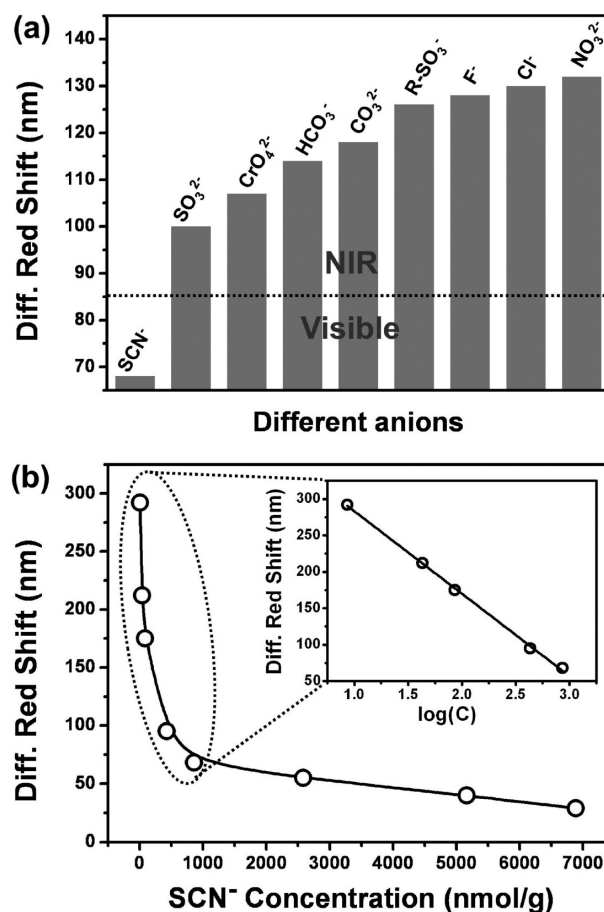 (a)
Diff. Red Shift (nm)
140
130
120
110
100
90
80
70
SCN⁻
SO₃²⁻
CrO₄²⁻
HCO₃⁻
CO₃²⁻
R-SO₃⁻
F⁻
Cl⁻
NO₃²⁻
NIR
Visible
Different anions
(b)
Diff. Red Shift (nm)
300
250
200
150
100
50
0
0 1000 2000 3000 4000 5000 6000 7000
SCN⁻ Concentration (nmol/g)
Diff. Red Shift (nm)
300
250
200
150
100
50
1.0 1.5 2.0 2.5 3.0
log(C)